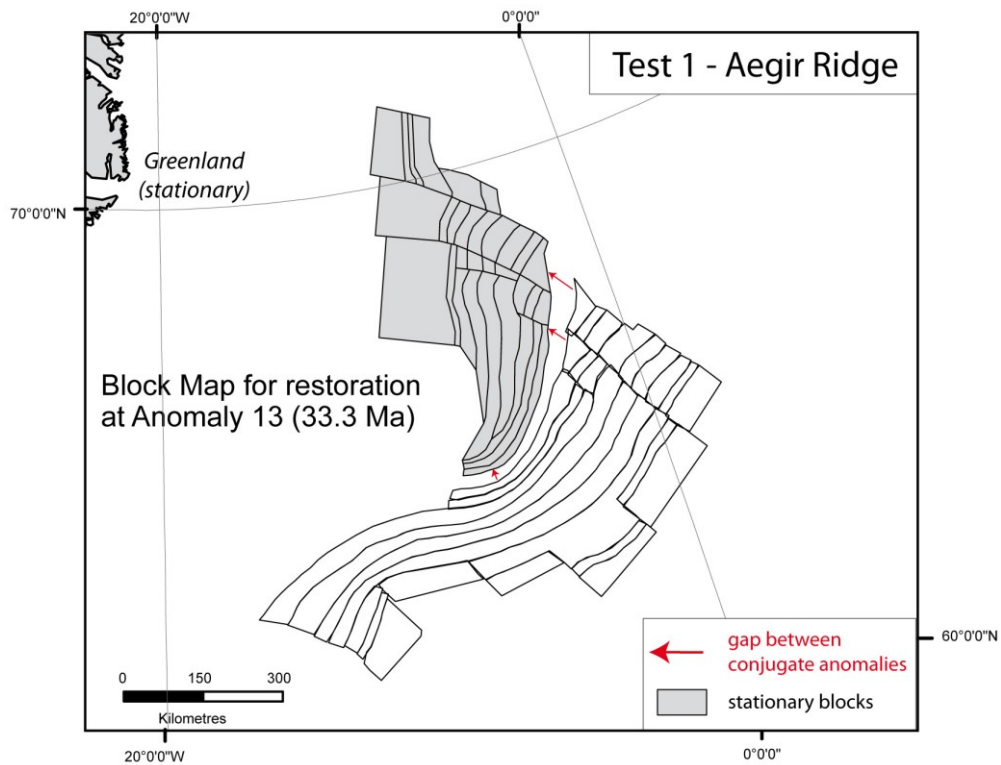 20°0'0"W
0°0'0"
Test 1 - Aegir Ridge
Greenland
(stationary)
70°0'0"N
Block Map for restoration
at Anomaly 13 (33.3 Ma)
gap between
conjugate anomalies
stationary blocks
60°0'0"N
0 150 300
Kilometres
20°0'0"W
0°0'0"